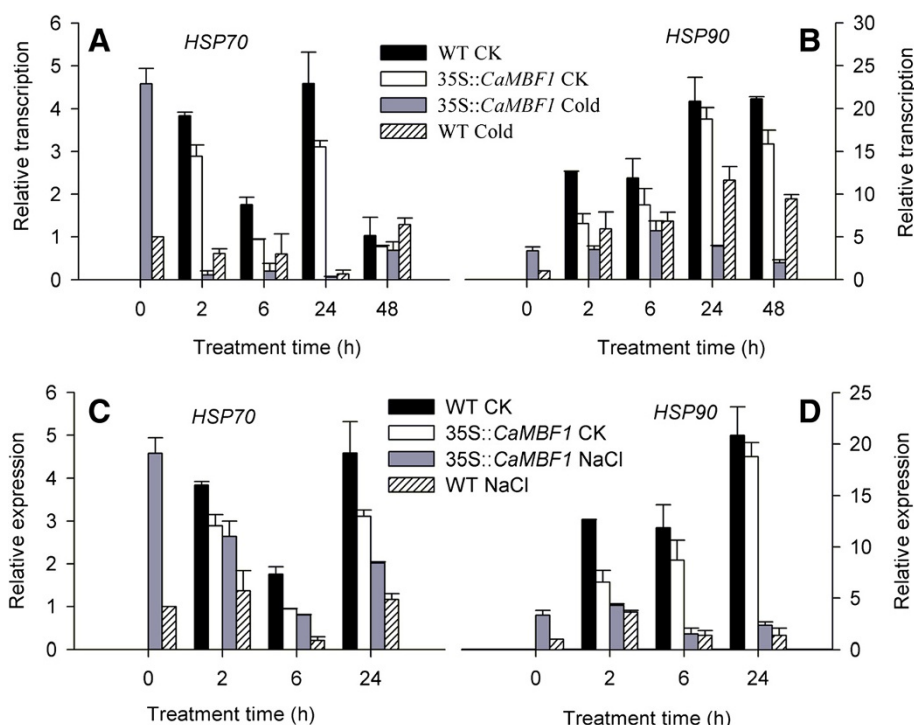 A
HSP70
WT CK
35S::CaMBF1 CK
35S::CaMBF1 Cold
WT Cold
HSP90
B
Relative transcription
6
5
4
3
2
1
0
30
25
20
15
10
5
0
Relative transcription
0 2 6 24 48
0 2 6 24 48
Treatment time (h)
Treatment time (h)
C
HSP70
WT CK
35S::CaMBF1 CK
35S::CaMBF1 NaCl
WT NaCl
HSP90
D
Relative expression
6
5
4
3
2
1
0
25
20
15
10
5
0
Relative expression
0 2 6 24
0 2 6 24
Treatment time (h)
Treatment time (h)